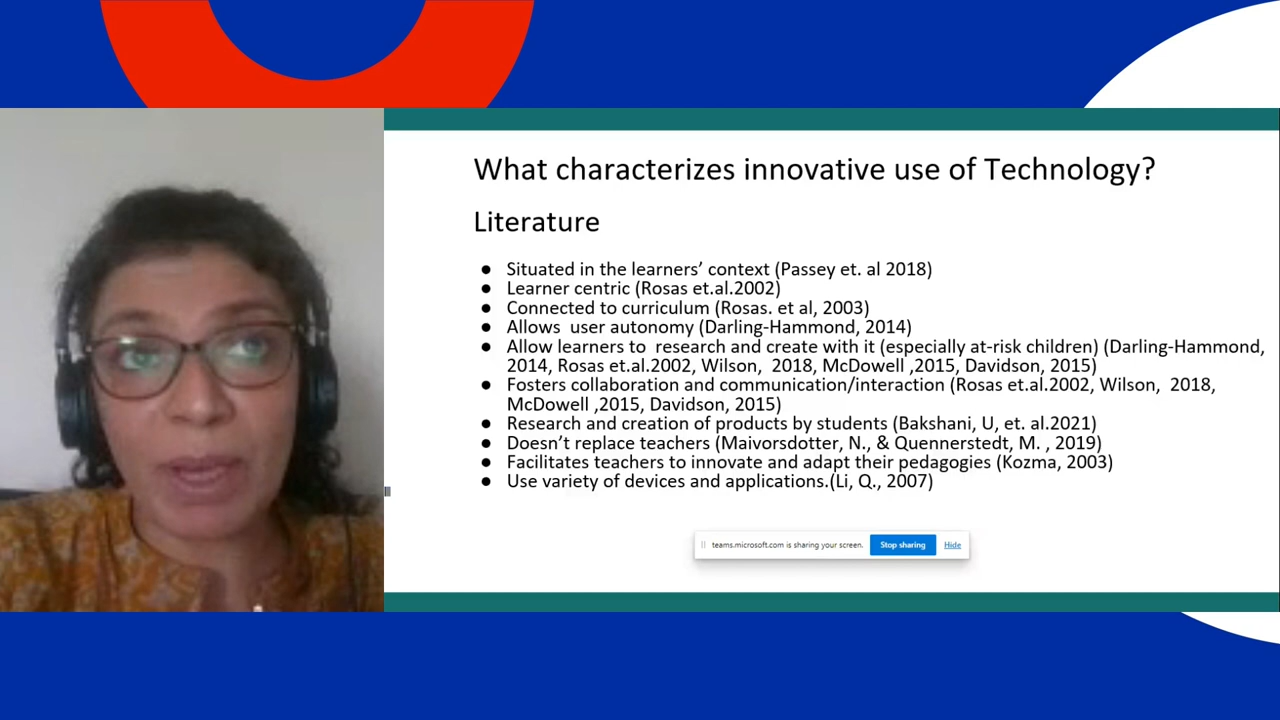 What characterizes innovative use of Technology?
Literature
● Situated in the learners’ context (Passey et. al 2018)
● Learner centric (Rosas et.al.2002)
● Connected to curriculum (Rosas. et al, 2003)
● Allows  user autonomy (Darling-Hammond, 2014)
● Allow learners to  research and create with it (especially at-risk children) (Darling-Hammond,
2014, Rosas et.al.2002, Wilson,  2018, McDowell ,2015, Davidson, 2015)
● Fosters collaboration and communication/interaction (Rosas et.al.2002, Wilson,  2018,
McDowell ,2015, Davidson, 2015)
● Research and creation of products by students (Bakshani, U, et. al.2021)
● Doesn’t replace teachers (Maivorsdotter, N., & Quennerstedt, M. , 2019)
● Facilitates teachers to innovate and adapt their pedagogies (Kozma, 2003)
● Use variety of devices and applications.(Li, Q., 2007)
teams.microsoft.com is sharing your screen. Stop sharing Hide